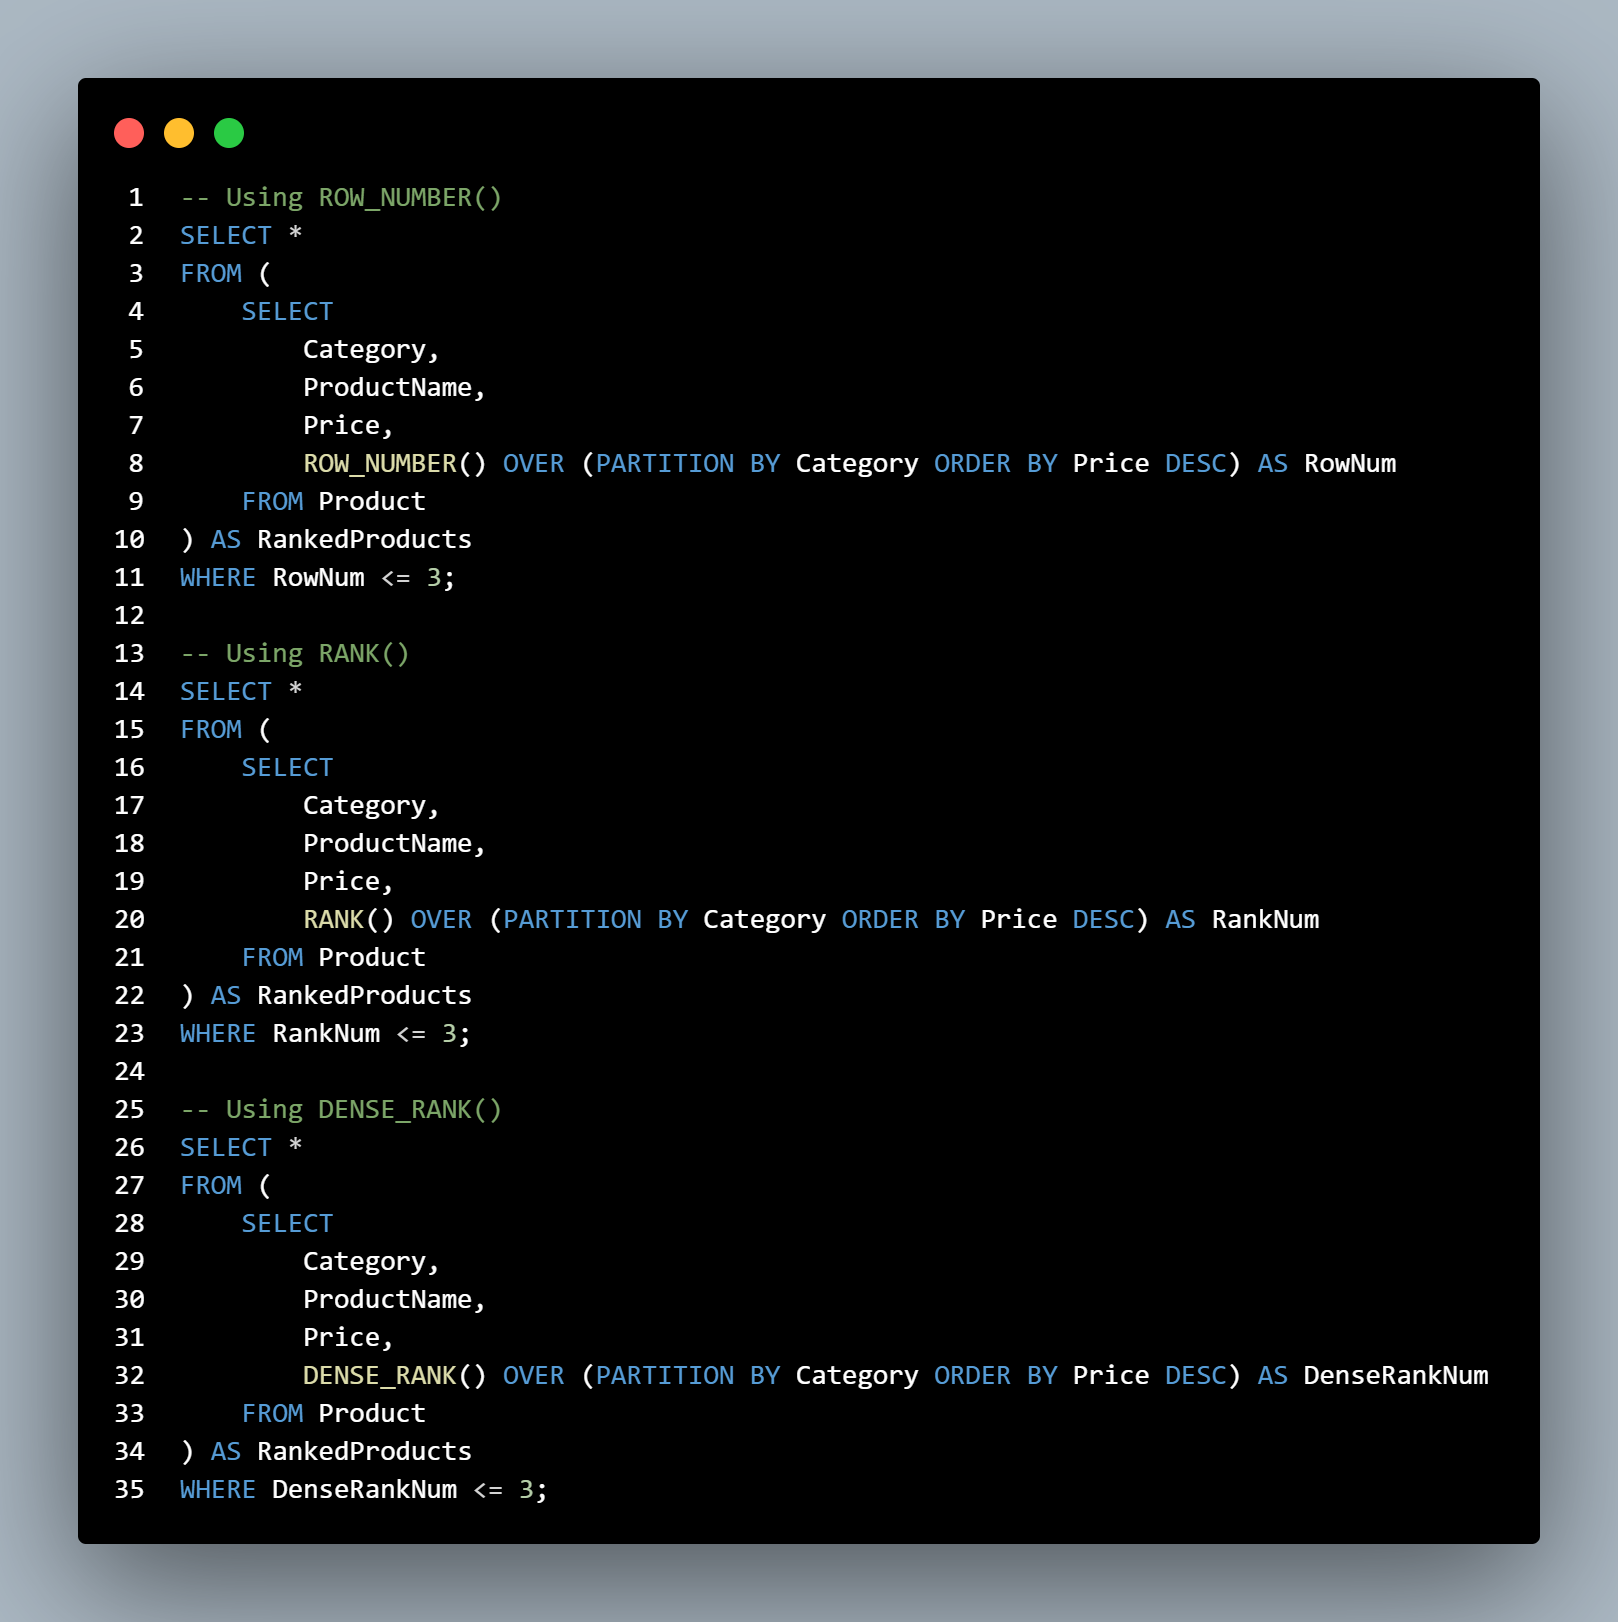 1 -- Using ROW_NUMBER()
2 SELECT *
3 FROM (
4     SELECT
5         Category,
6         ProductName,
7         Price,
8         ROW_NUMBER() OVER (PARTITION BY Category ORDER BY Price DESC) AS RowNum
9     FROM Product
10 ) AS RankedProducts
11 WHERE RowNum <= 3;
12
13 -- Using RANK()
14 SELECT *
15 FROM (
16     SELECT
17         Category,
18         ProductName,
19         Price,
20         RANK() OVER (PARTITION BY Category ORDER BY Price DESC) AS RankNum
21     FROM Product
22 ) AS RankedProducts
23 WHERE RankNum <= 3;
24
25 -- Using DENSE_RANK()
26 SELECT *
27 FROM (
28     SELECT
29         Category,
30         ProductName,
31         Price,
32         DENSE_RANK() OVER (PARTITION BY Category ORDER BY Price DESC) AS DenseRankNum
33     FROM Product
34 ) AS RankedProducts
35 WHERE DenseRankNum <= 3;